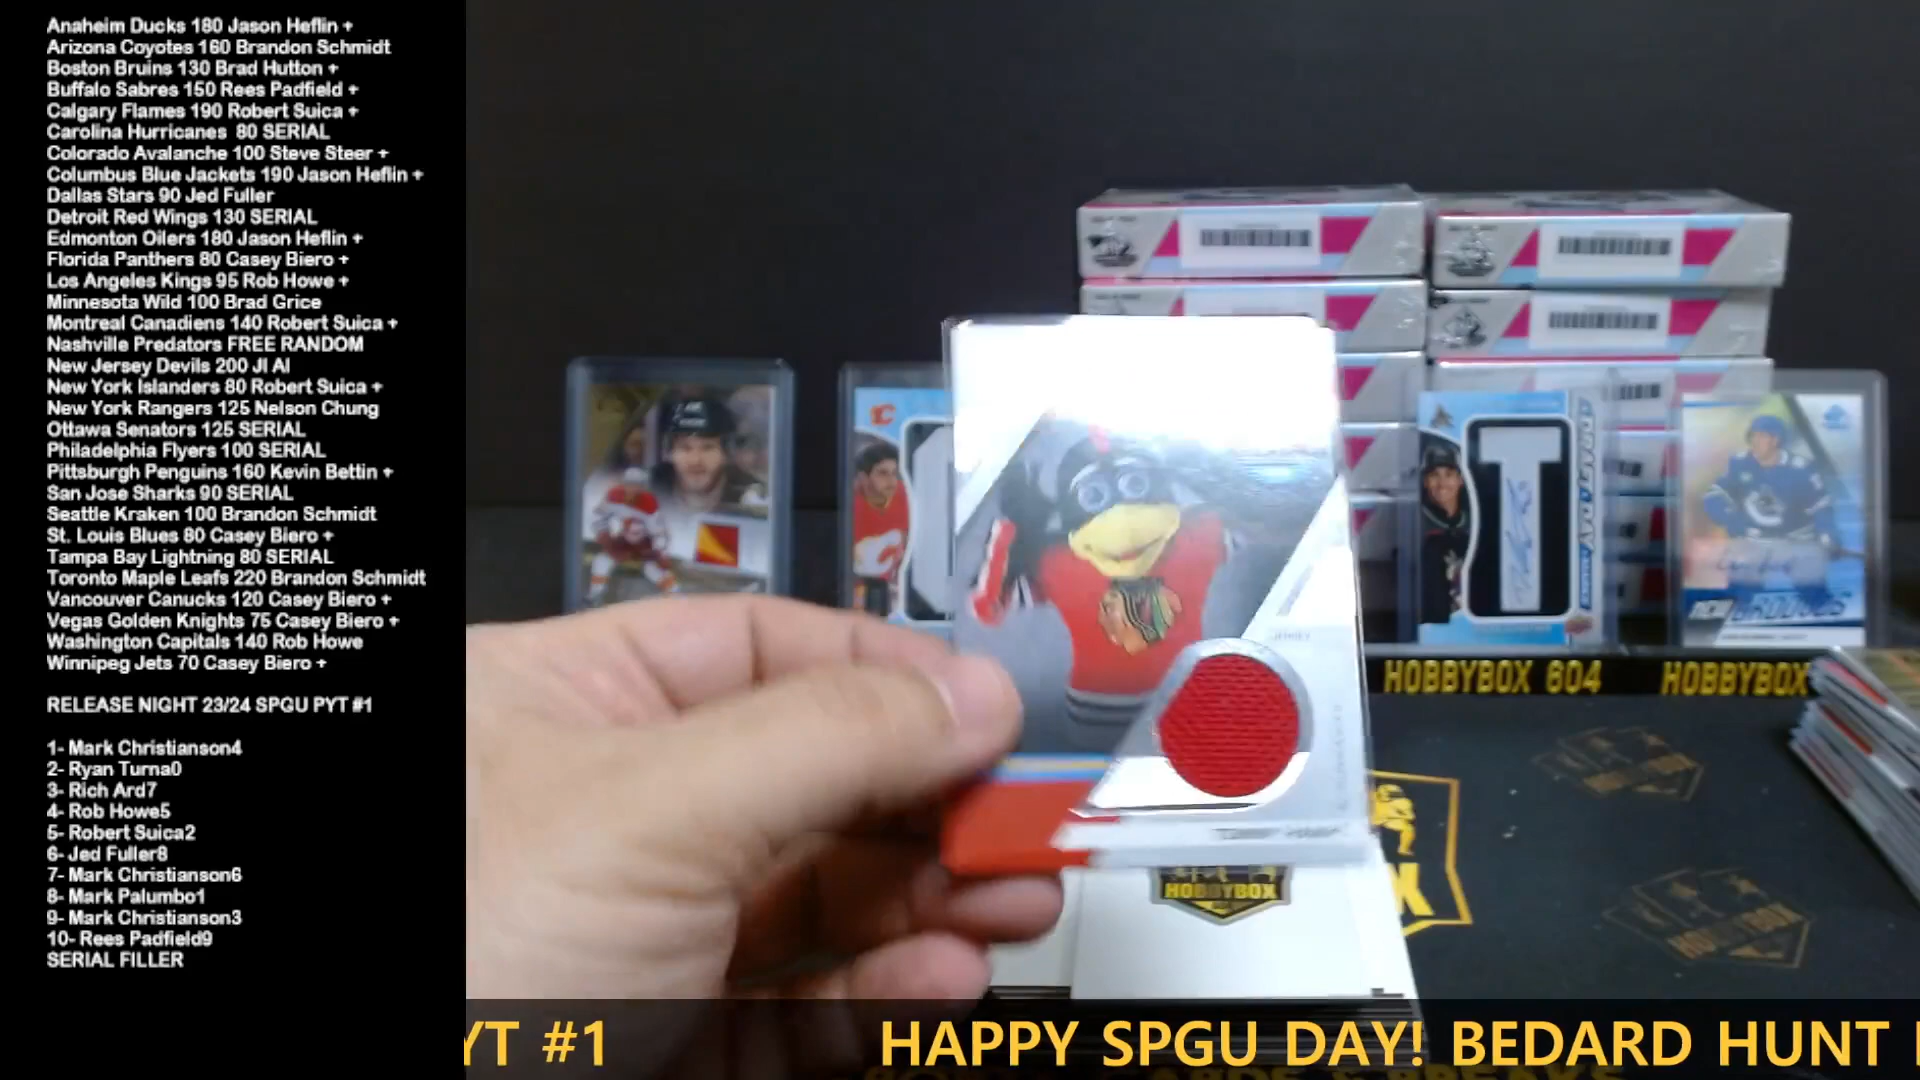 Anaheim Ducks 180 Jason Heflin +
Arizona Coyotes 160 Brandon Schmidt
Boston Bruins 130 Brad Hutton +
Buffalo Sabres 150 Rees Padfield +
Calgary Flames 190 Robert Suica +
Carolina Hurricanes 80 SERIAL
Colorado Avalanche 100 Steve Steer +
Columbus Blue Jackets 190 Jason Heflin +
Dallas Stars 90 Jed Fuller
Detroit Red Wings 130 SERIAL
Edmonton Oilers 180 Jason Heflin +
Florida Panthers 80 Casey Biero +
Los Angeles Kings 95 Rob Howe +
Minnesota Wild 100 Brad Grice
Montreal Canadiens 140 Robert Suica +
Nashville Predators FREE RANDOM
New Jersey Devils 200 JI AI
New York Islanders 80 Robert Suica +
New York Rangers 125 Nelson Chung
Ottawa Senators 125 SERIAL
Philadelphia Flyers 100 SERIAL
Pittsburgh Penguins 160 Kevin Bettin +
San Jose Sharks 90 SERIAL
Seattle Kraken 100 Brandon Schmidt
St. Louis Blues 80 Casey Biero +
Tampa Bay Lightning 80 SERIAL
Toronto Maple Leafs 220 Brandon Schmidt
Vancouver Canucks 120 Casey Biero +
Vegas Golden Knights 75 Casey Biero +
Washington Capitals 140 Rob Howe
Winnipeg Jets 70 Casey Biero +
RELEASE NIGHT 23/24 SPGU PYT #1
1- Mark Christianson4
2- Ryan Turna0
3- Rich Ard7
4- Rob Howe5
5- Robert Suica2
6- Jed Fuller8
7- Mark Christianson6
8- Mark Palumbo1
9- Mark Christianson3
10- Rees Padfield9
SERIAL FILLER
HOBBYBOX 604 HOBBYBOX
HOBBYBOX
YT #1 HAPPY SPGU DAY! BEDARD HUNT